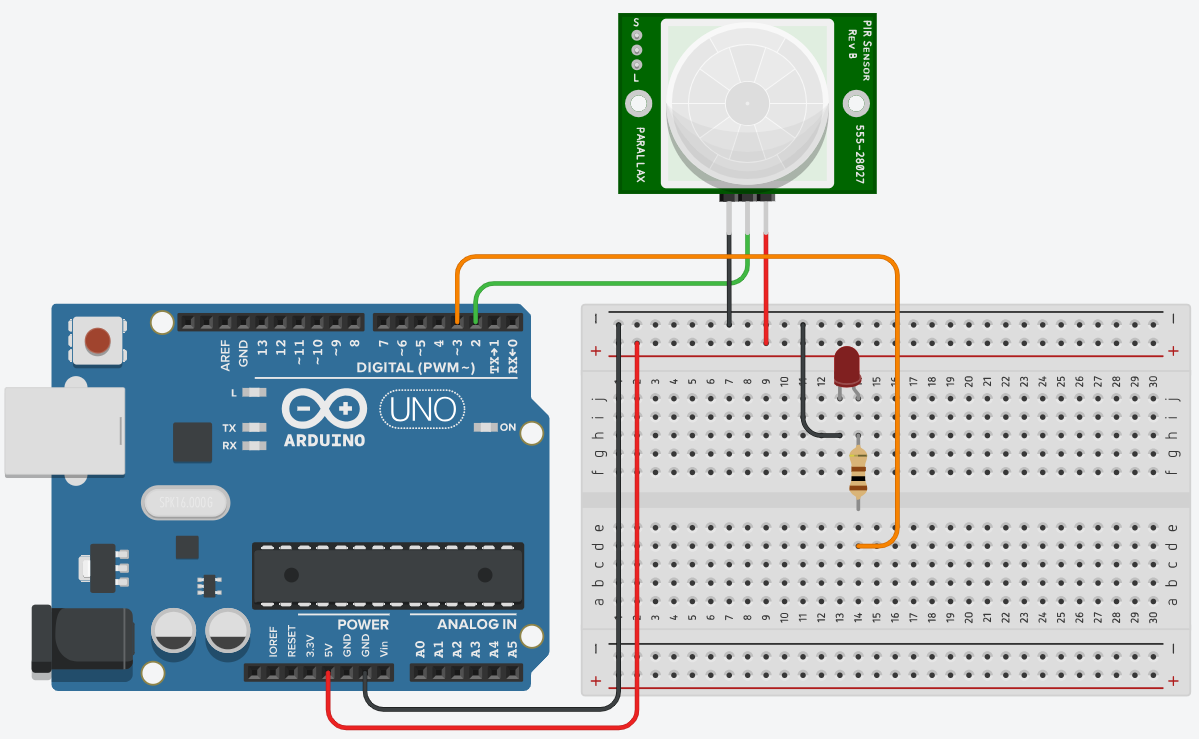 S
L
PIR SENSOR
REV B
PARALLAX
555-28027
AREF
GND
13
12
~11
~10
~9
8
7
~6
~5
4
~3
2
TX→1
RX←0
DIGITAL (PWM ~)
L
TX
RX
ARDUINO
UNO
ON
SPK16.000G
POWER
ANALOG IN
IOREF
RESET
3.3V
5V
GND
GND
Vin
A0
A1
A2
A3
A4
A5
− −
+ +
1 2 3 4 5 6 7 8 9 10 11 12 13 15 16 17 18 19 20 21 22 23 24 25 26 27 28 29 30
j j
i i
h h
g g
f f
e e
d d
c c
b b
a a
1 2 3 4 5 6 7 8 9 10 11 12 13 14 15 16 17 18 19 20 21 22 23 24 25 26 27 28 29 30
− −
+ +